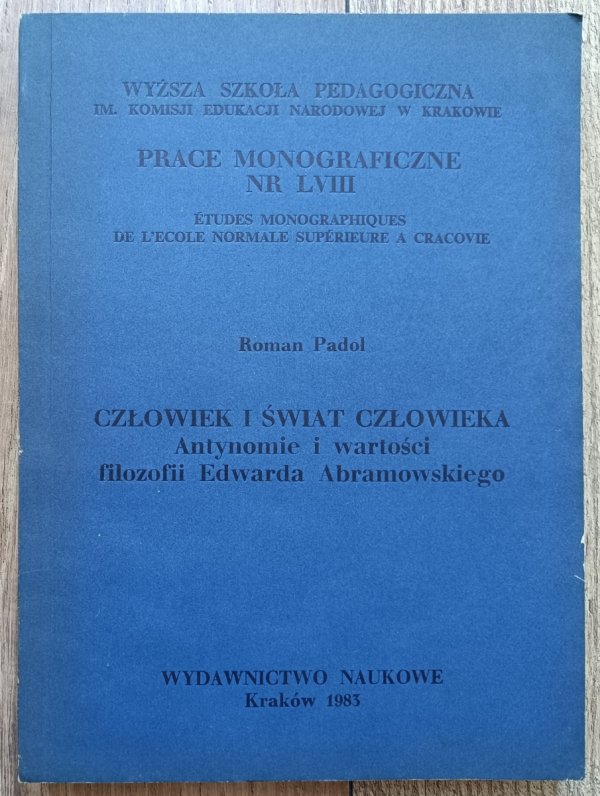 WYŻSZA SZKOŁA PEDAGOGICZNA
IM. KOMISJI EDUKACJI NARODOWEJ W KRAKOWIE
PRACE MONOGRAFICZNE
NR LVIII
ÉTUDES MONOGRAPHIQUES
DE L'ECOLE NORMALE SUPÉRIEURE A CRACOVIE
Roman Padoł
CZŁOWIEK I ŚWIAT CZŁOWIEKA
Antynomie i wartości
filozofii Edwarda Abramowskiego
WYDAWNICTWO NAUKOWE
Kraków 1983